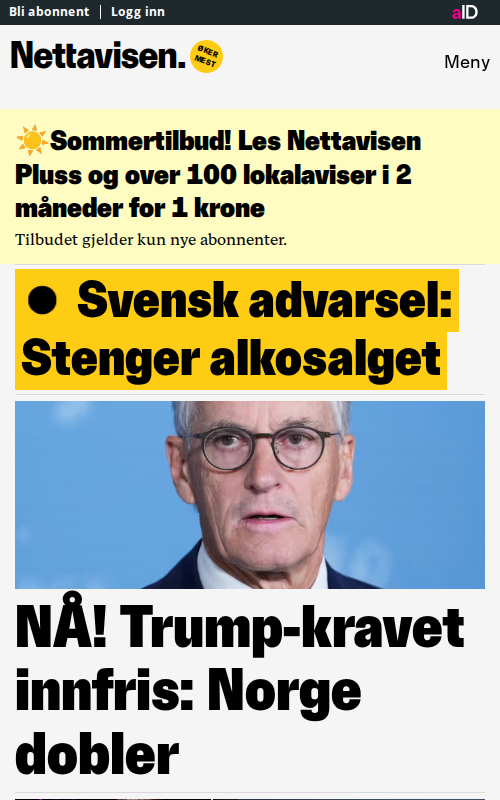 Bli abonnent | Logg inn
aID
Nettavisen.
ØKER
MEST
Meny
☀️Sommertilbud! Les Nettavisen
Pluss og over 100 lokalaviser i 2
måneder for 1 krone
Tilbudet gjelder kun nye abonnenter.
● Svensk advarsel:
Stenger alkosalget
NÅ! Trump-kravet
innfris: Norge
dobler